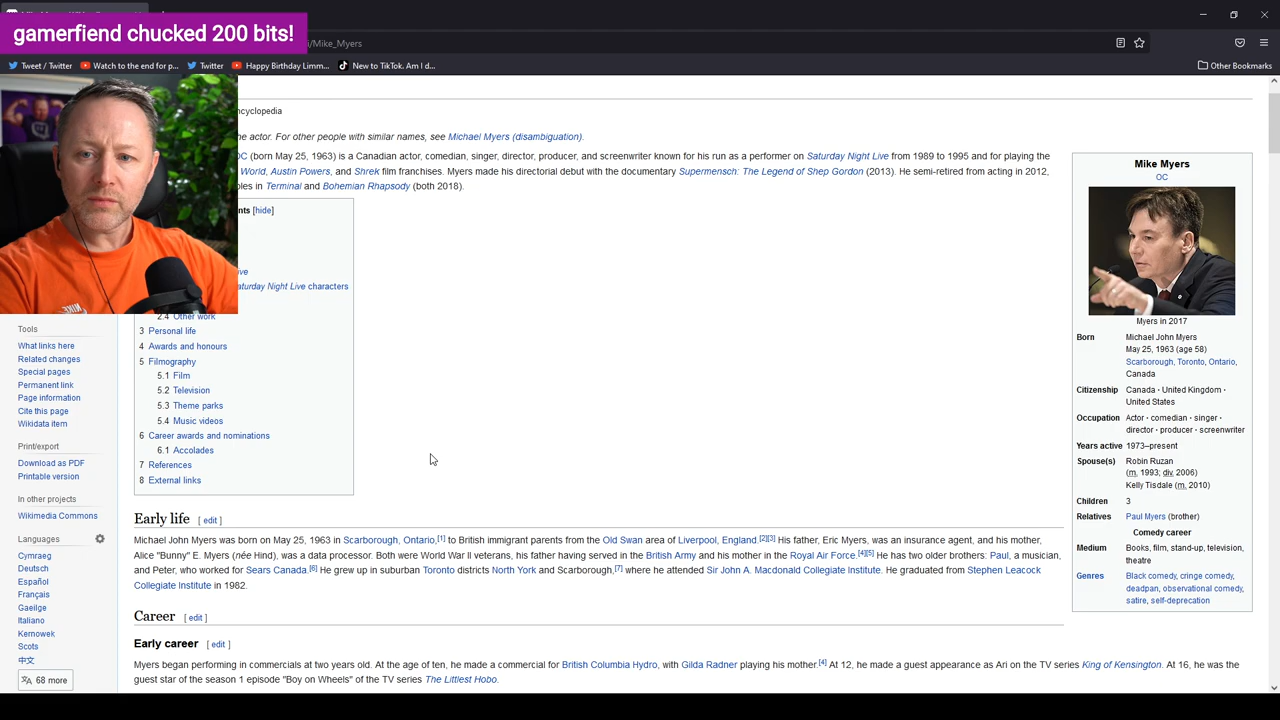 gamerfiend chucked 200 bits!
i/Mike_Myers
Tweet / Twitter
Watch to the end for p...
Twitter
Happy Birthday Limm...
New to TikTok. Am I d...
Other Bookmarks
ncyclopedia
he actor. For other people with similar names, see Michael Myers (disambiguation).
OC (born May 25, 1963) is a Canadian actor, comedian, singer, director, producer, and screenwriter known for his run as a performer on Saturday Night Live from 1989 to 1995 and for playing the
World, Austin Powers, and Shrek film franchises. Myers made his directorial debut with the documentary Supermensch: The Legend of Shep Gordon (2013). He semi-retired from acting in 2012,
oles in Terminal and Bohemian Rhapsody (both 2018).
nts [hide]
ive
aturday Night Live characters
2.4 Other work
3 Personal life
4 Awards and honours
5 Filmography
5.1 Film
5.2 Television
5.3 Theme parks
5.4 Music videos
6 Career awards and nominations
6.1 Accolades
7 References
8 External links
Tools
What links here
Related changes
Special pages
Permanent link
Page information
Cite this page
Wikidata item
Print/export
Download as PDF
Printable version
In other projects
Wikimedia Commons
Languages
Cymraeg
Deutsch
Español
Français
Gaeilge
Italiano
Kernowek
Scots
中文
68 more
Early life [ edit ]
Michael John Myers was born on May 25, 1963 in Scarborough, Ontario,[1] to British immigrant parents from the Old Swan area of Liverpool, England.[2][3] His father, Eric Myers, was an insurance agent, and his mother,
Alice "Bunny" E. Myers (née Hind), was a data processor. Both were World War II veterans, his father having served in the British Army and his mother in the Royal Air Force.[4][5] He has two older brothers: Paul, a musician,
and Peter, who worked for Sears Canada.[6] He grew up in suburban Toronto districts North York and Scarborough,[7] where he attended Sir John A. Macdonald Collegiate Institute. He graduated from Stephen Leacock
Collegiate Institute in 1982.
Career [ edit ]
Early career [ edit ]
Myers began performing in commercials at two years old. At the age of ten, he made a commercial for British Columbia Hydro, with Gilda Radner playing his mother.[4] At 12, he made a guest appearance as Ari on the TV series King of Kensington. At 16, he was the
guest star of the season 1 episode "Boy on Wheels" of the TV series The Littlest Hobo.
Mike Myers
OC
Myers in 2017
Born Michael John Myers
May 25, 1963 (age 58)
Scarborough, Toronto, Ontario,
Canada
Citizenship Canada · United Kingdom ·
United States
Occupation Actor · comedian · singer ·
director · producer · screenwriter
Years active 1973–present
Spouse(s) Robin Ruzan
(m. 1993; div. 2006)
Kelly Tisdale (m. 2010)
Children 3
Relatives Paul Myers (brother)
Comedy career
Medium Books, film, stand-up, television,
theatre
Genres Black comedy, cringe comedy,
deadpan, observational comedy,
satire, self-deprecation